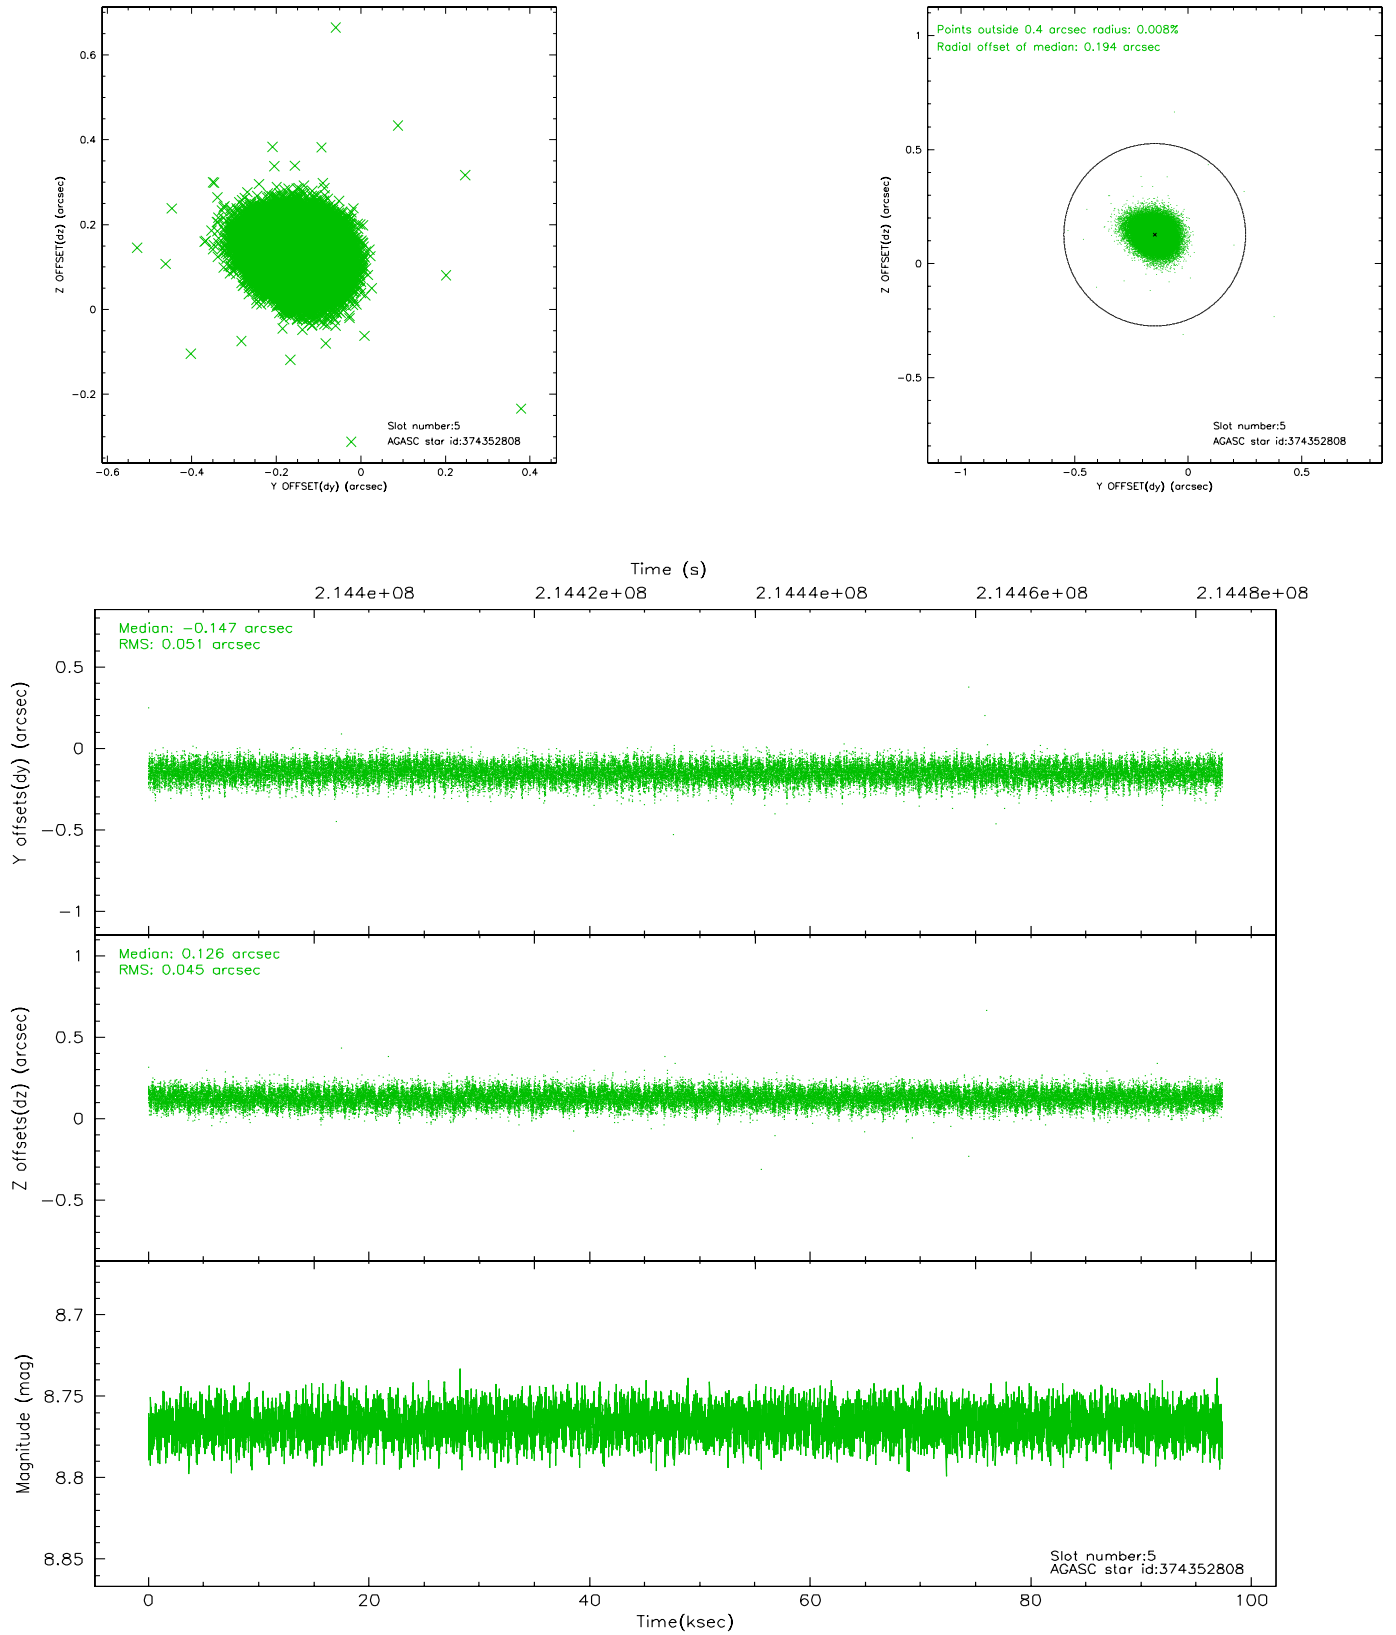 0.6
0.4
0.2
0
−0.2
Z OFFSET(dz) (arcsec)
Slot number:5
AGASC star id:374352808
−0.6 −0.4 −0.2 0 0.2 0.4
Y OFFSET(dy) (arcsec)
Points outside 0.4 arcsec radius: 0.008%
Radial offset of median: 0.194 arcsec
1
0.5
0
−0.5
Z OFFSET(dz) (arcsec)
Slot number:5
AGASC star id:374352808
−1 −0.5 0 0.5
Y OFFSET(dy) (arcsec)
Time (s)
2.144e+08 2.1442e+08 2.1444e+08 2.1446e+08 2.1448e+08
Median: −0.147 arcsec
RMS: 0.051 arcsec
0.5
0
−0.5
−1
Y offsets(dy) (arcsec)
Median: 0.126 arcsec
RMS: 0.045 arcsec
1
0.5
0
−0.5
Z offsets(dz) (arcsec)
8.7
8.75
8.8
8.85
Magnitude (mag)
Slot number:5
AGASC star id:374352808
0 20 40 60 80 100
Time(ksec)